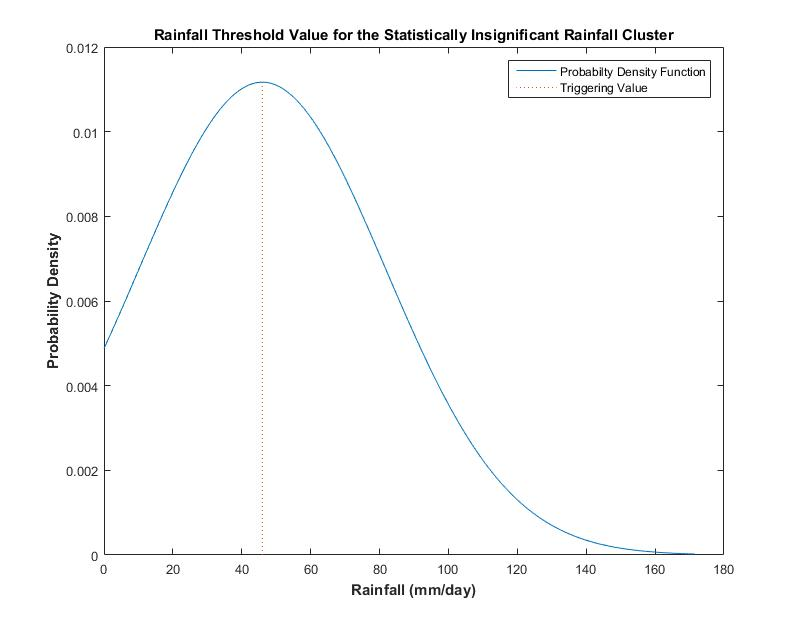 Rainfall Threshold Value for the Statistically Insignificant Rainfall Cluster
0.012
0.01
0.008
0.006
0.004
0.002
0
Probability Density
Probabilty Density Function
Triggering Value
0 20 40 60 80 100 120 140 160 180
Rainfall (mm/day)